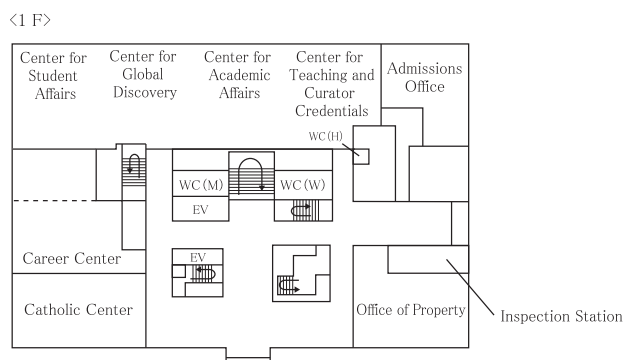 <1 F>
Center for
Student
Affairs
Center for
Global
Discovery
Center for
Academic
Affairs
Center for
Teaching and
Curator
Credentials
Admissions
Office
WC(H)
WC(M)
WC(W)
EV
EV
Career Center
Catholic Center
Office of Property
Inspection Station